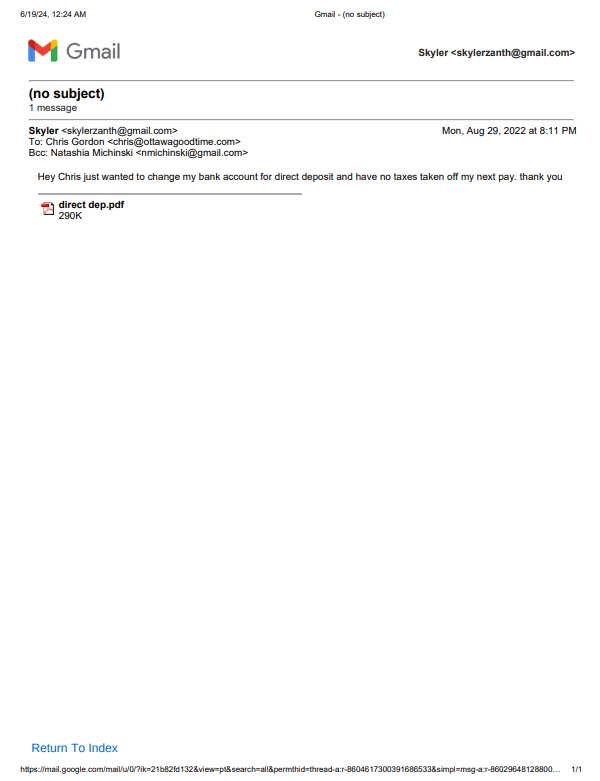 6/19/24, 12:24 AM Gmail - (no subject)
Gmail Skyler <skylerzanth@gmail.com>
(no subject)
1 message
Skyler <skylerzanth@gmail.com> Mon, Aug 29, 2022 at 8:11 PM
To: Chris Gordon <chris@ottawagoodtime.com>
Bcc: Natashia Michinski <nmichinski@gmail.com>
Hey Chris just wanted to change my bank account for direct deposit and have no taxes taken off my next pay. thank you
direct dep.pdf
290K
Return To Index
https://mail.google.com/mail/u/0/?ik=21b82fd132&view=pt&search=all&permthid=thread-a:r-8604617300391686533&simpl=msg-a:r-86029648128800... 1/1